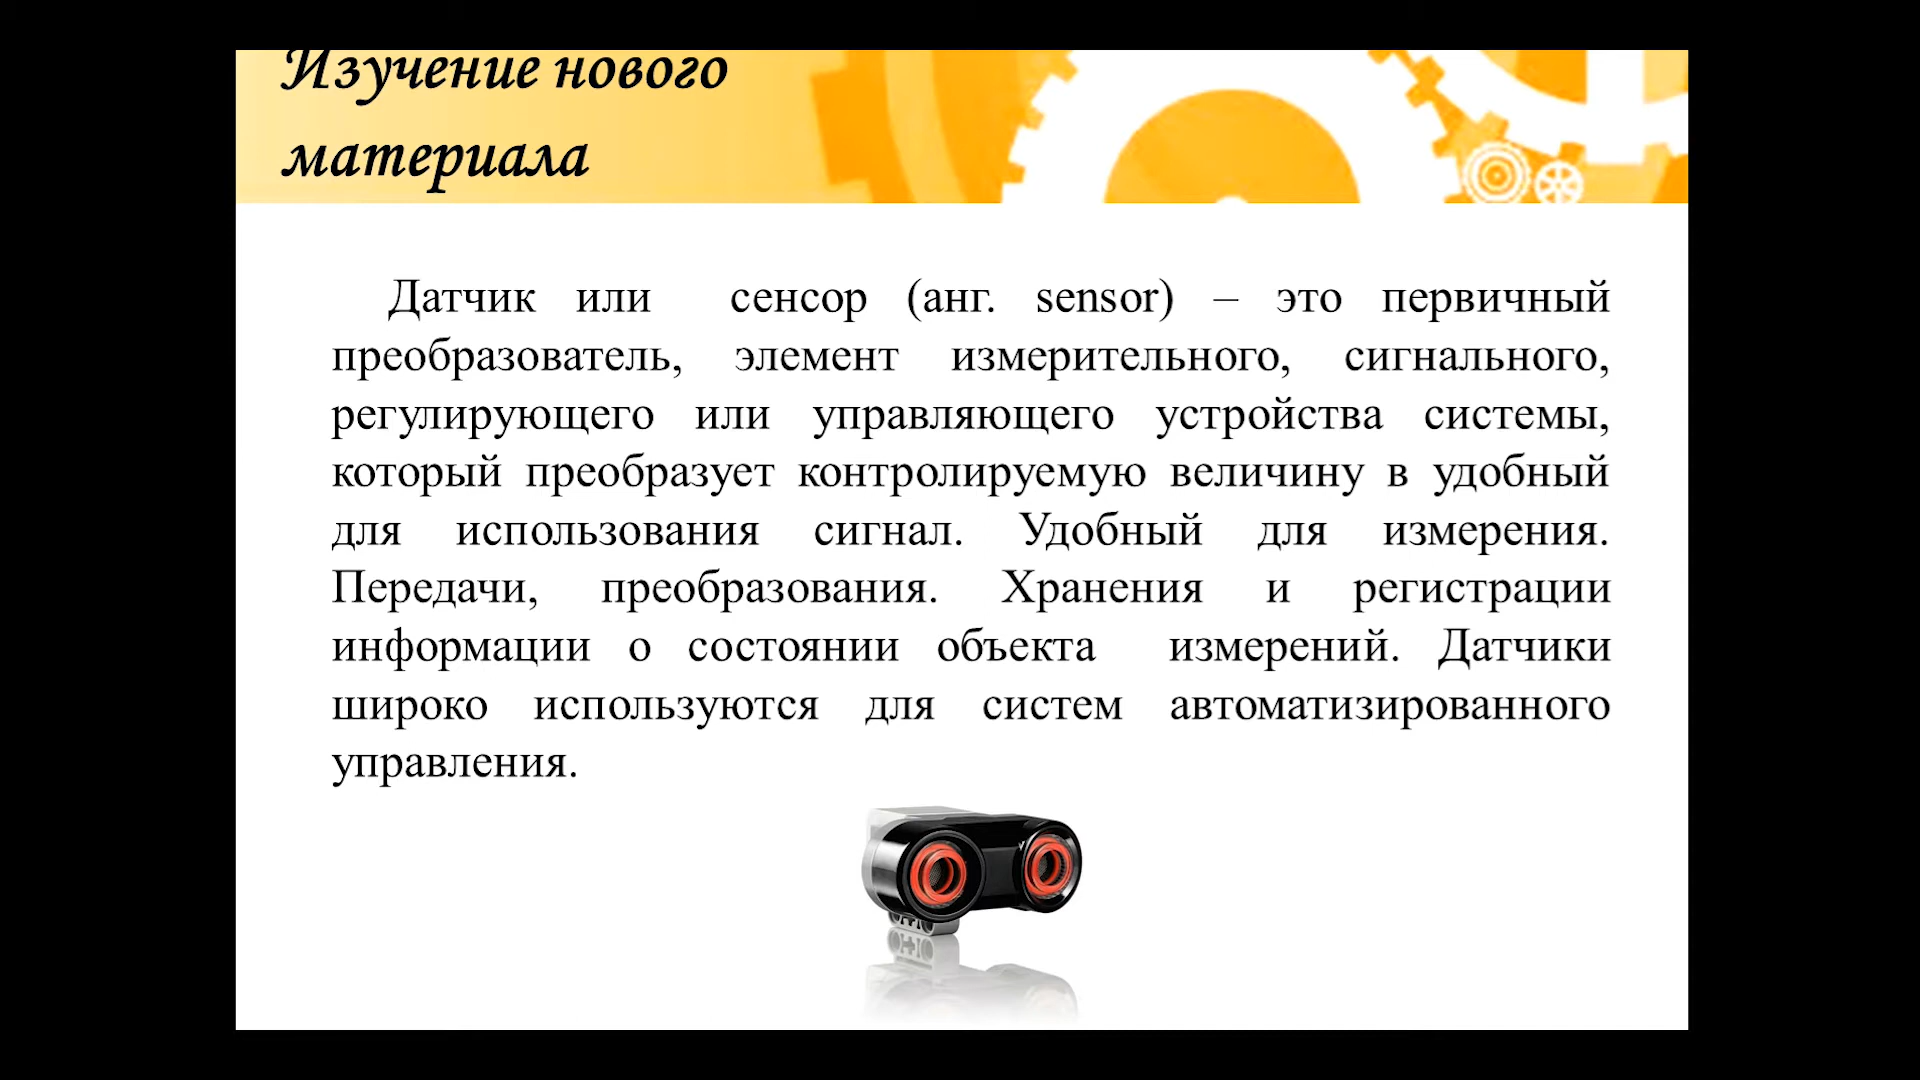 Изучение нового
материала
Датчик или сенсор (анг. sensor) – это первичный
преобразователь, элемент измерительного, сигнального,
регулирующего или управляющего устройства системы,
который преобразует контролируемую величину в удобный
для использования сигнал. Удобный для измерения.
Передачи, преобразования. Хранения и регистрации
информации о состоянии объекта измерений. Датчики
широко используются для систем автоматизированного
управления.